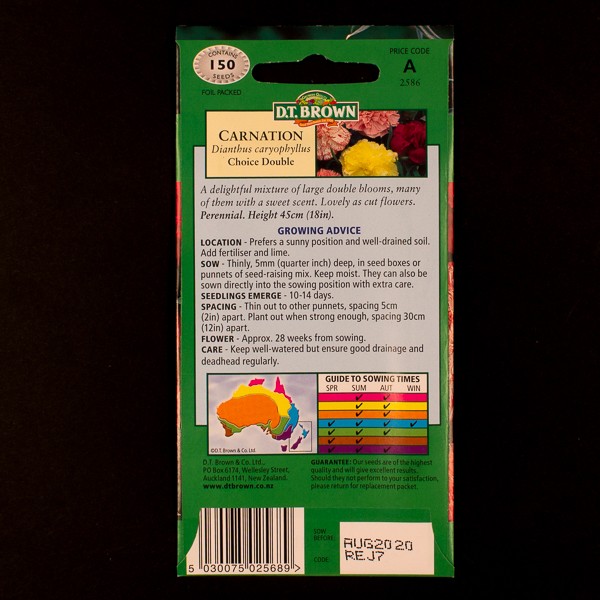 CONTAINS
150
SEEDS
FOIL PACKED
PRICE CODE
A
2586
D.T. BROWN
CARNATION
Dianthus caryophyllus
Choice Double
A delightful mixture of large double blooms, many
of them with a sweet scent. Lovely as cut flowers.
Perennial. Height 45cm (18in).
GROWING ADVICE
LOCATION - Prefers a sunny position and well-drained soil.
Add fertiliser and lime.
SOW - Thinly, 5mm (quarter inch) deep, in seed boxes or
punnets of seed-raising mix. Keep moist. They can also be
sown directly into the sowing position with extra care.
SEEDLINGS EMERGE - 10-14 days.
SPACING - Thin out to other punnets, spacing 5cm
(2in) apart. Plant out when strong enough, spacing 30cm
(12in) apart.
FLOWER - Approx. 28 weeks from sowing.
CARE - Keep well-watered but ensure good drainage and
deadhead regularly.
GUIDE TO SOWING TIMES
SPR SUM AUT WIN
©D.T. Brown & Co. Ltd.
D.T. Brown & Co. Ltd.,
PO Box 6174, Wellesley Street,
Auckland 1141, New Zealand.
www.dtbrown.co.nz
GUARANTEE: Our seeds are of the highest
quality and will give excellent results.
Should they not perform to your satisfaction,
please return for replacement packet.
5 030075 025689 >
SOW
BEFORE:
AUG2020
CODE:
REJ7